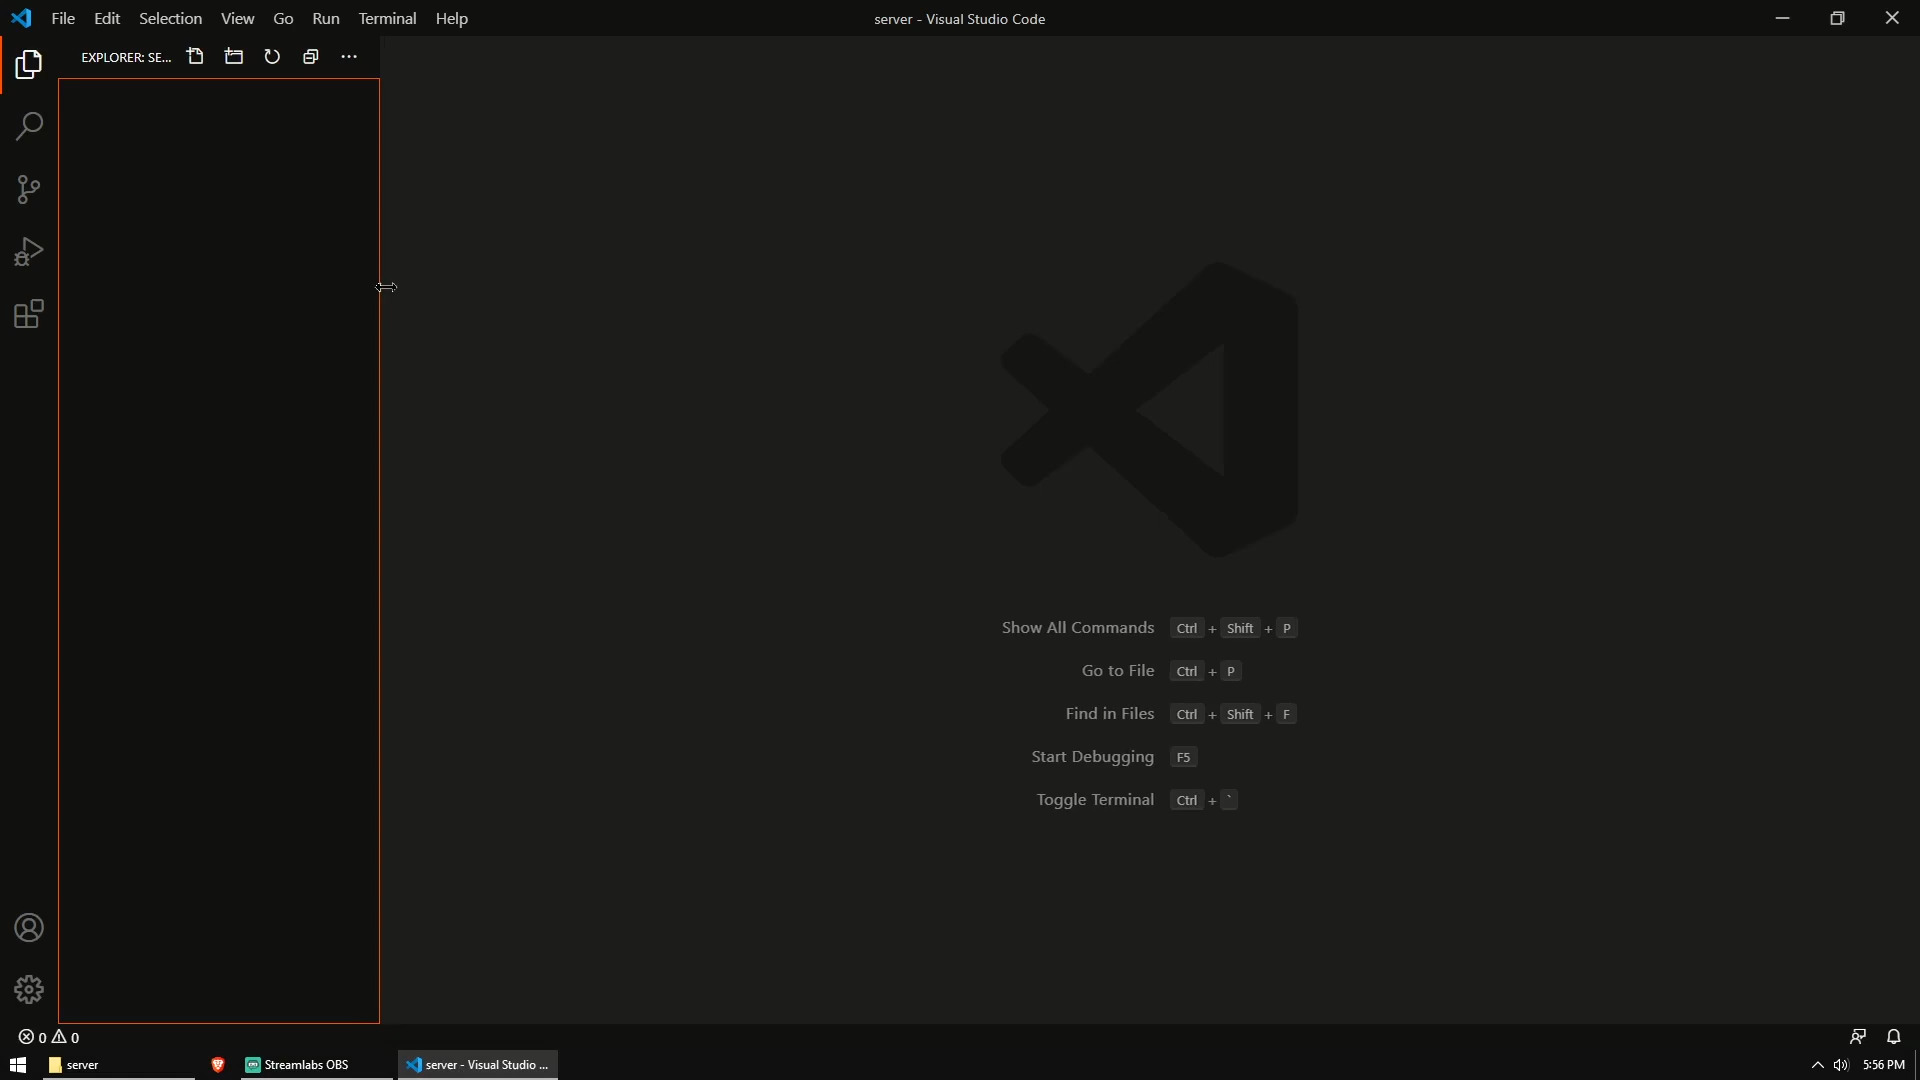 File Edit Selection View Go Run Terminal Help
server - Visual Studio Code
EXPLORER: SE...
Show All Commands Ctrl + Shift + P
Go to File Ctrl + P
Find in Files Ctrl + Shift + F
Start Debugging F5
Toggle Terminal Ctrl + `
0 0
server
Streamlabs OBS
server - Visual Studio ...
5:56 PM